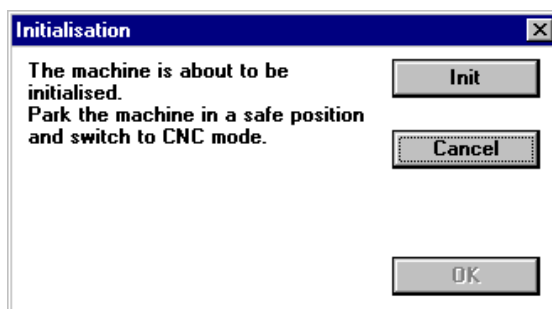 Initialisation
The machine is about to be
initialised.
Park the machine in a safe position
and switch to CNC mode.
Init
Cancel
OK